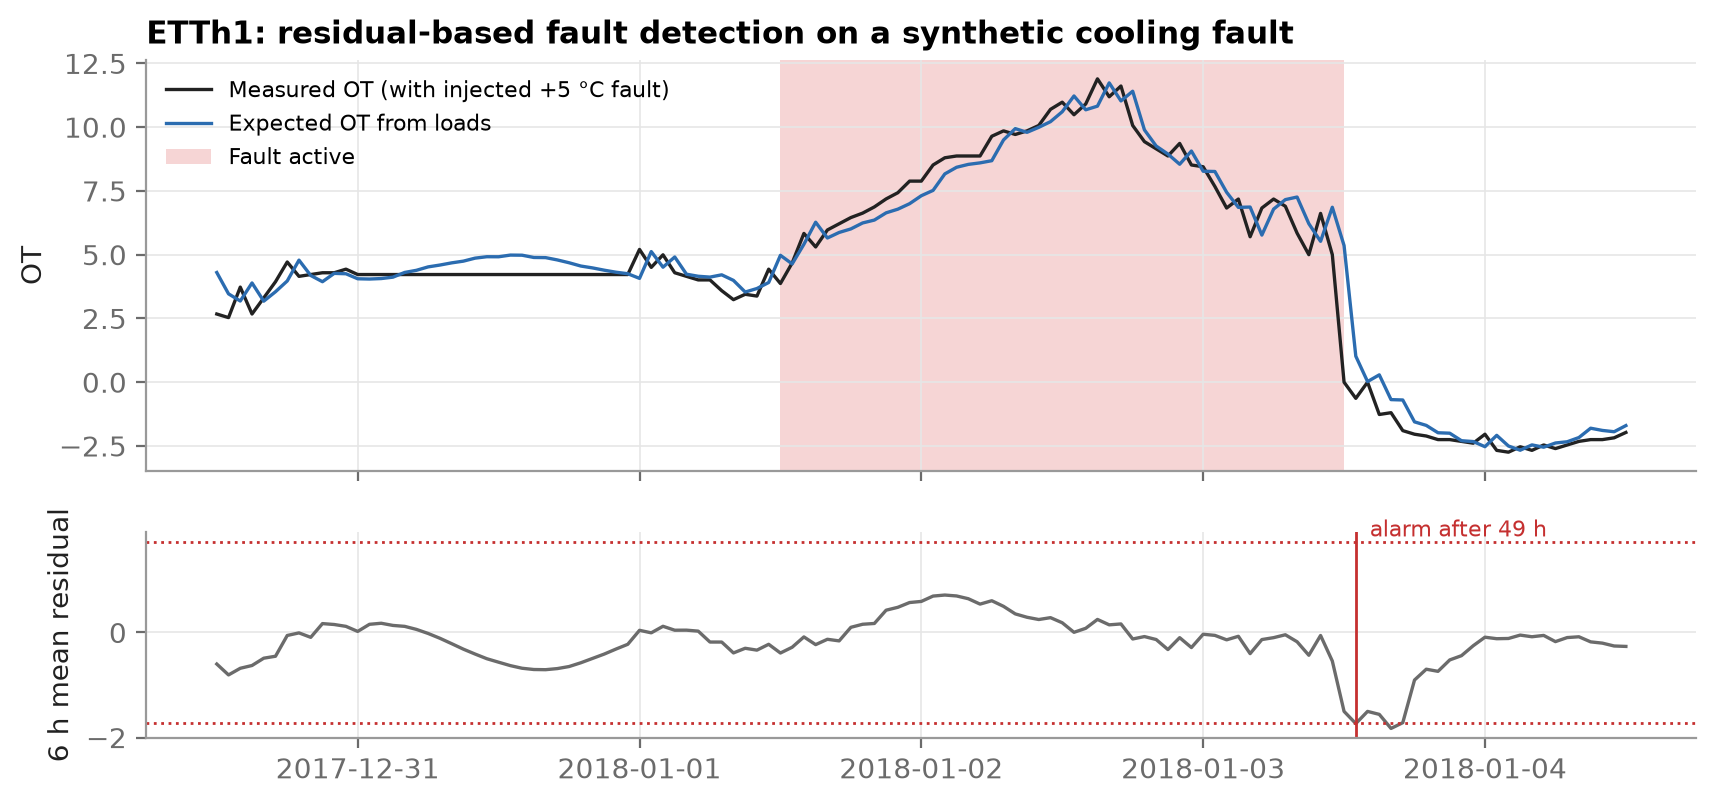 ETTh1: residual-based fault detection on a synthetic cooling fault
12.5
10.0
7.5
5.0
2.5
0.0
−2.5
OT
Measured OT (with injected +5 °C fault)
Expected OT from loads
Fault active
alarm after 49 h
0
−2
6 h mean residual
2017-12-31
2018-01-01
2018-01-02
2018-01-03
2018-01-04